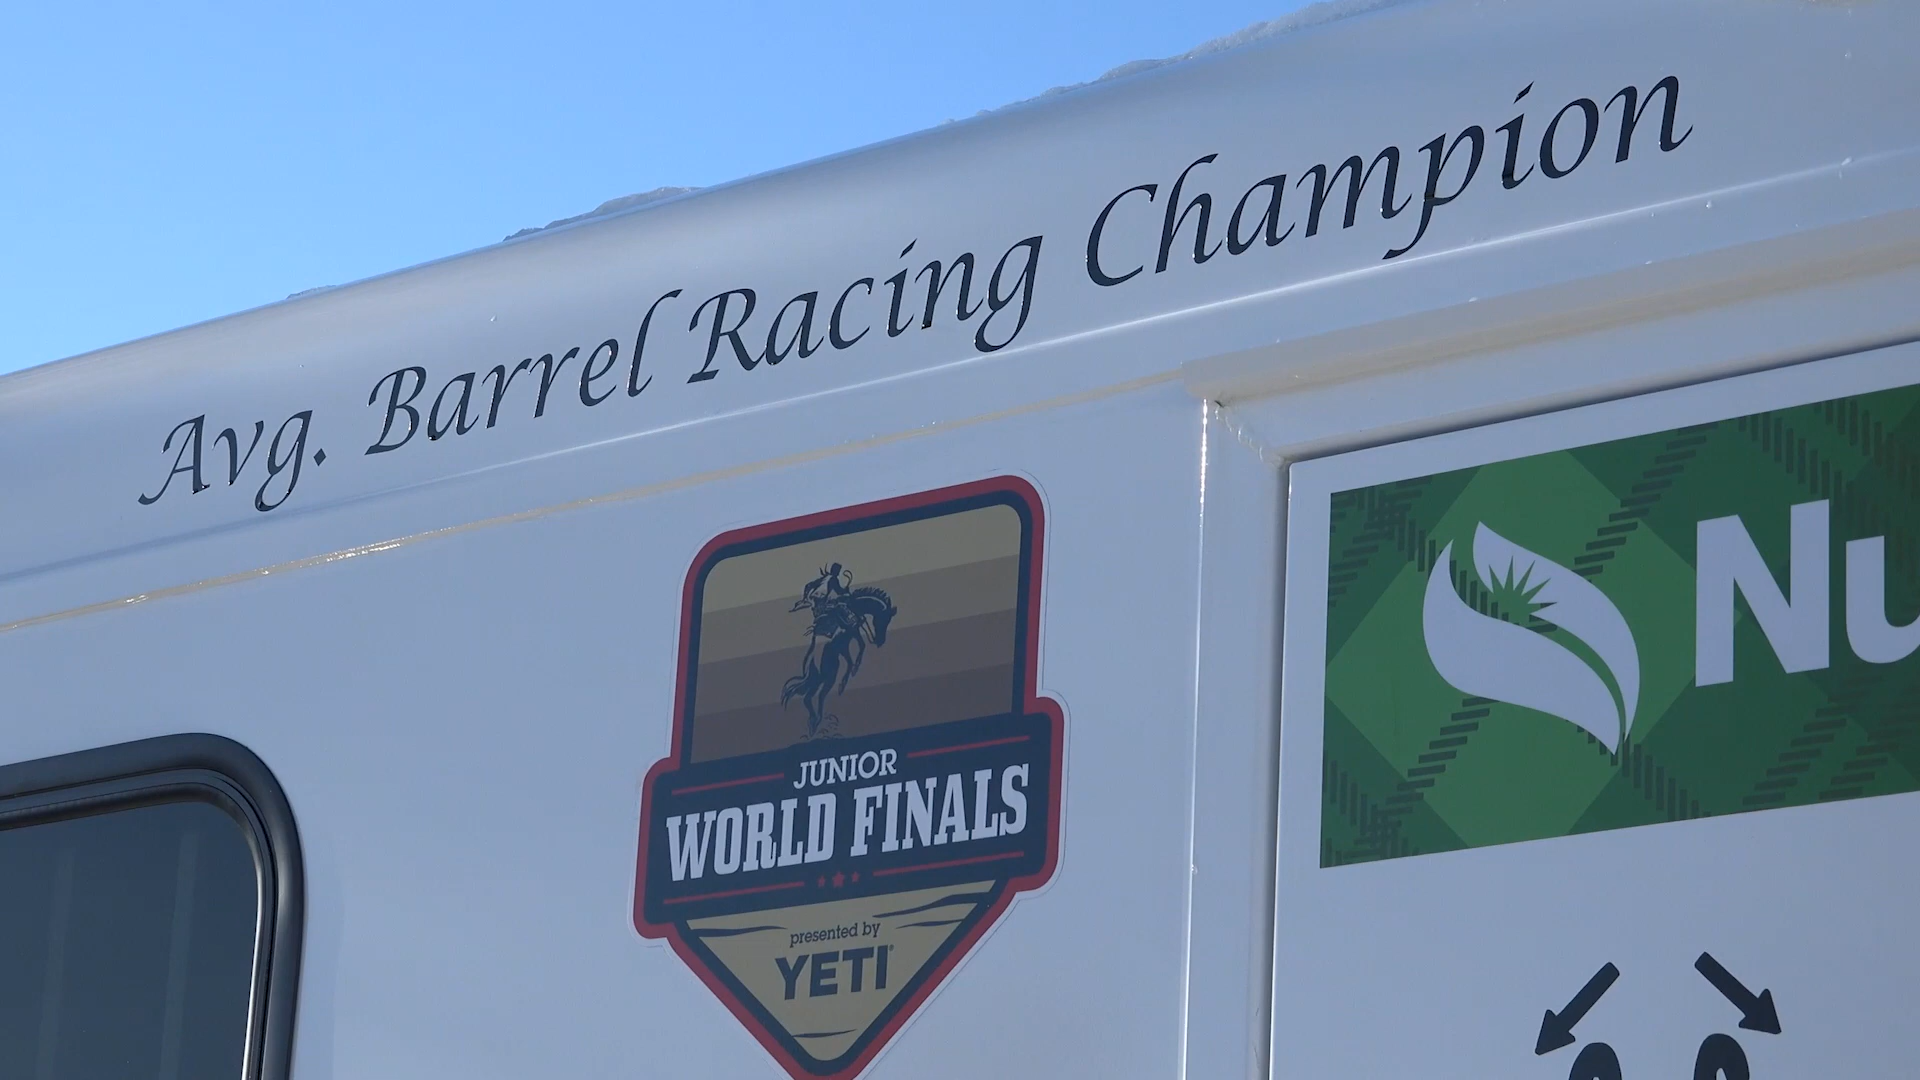 Avg. Barrel Racing Champion
JUNIOR
WORLD FINALS
presented by
YETI
Nu